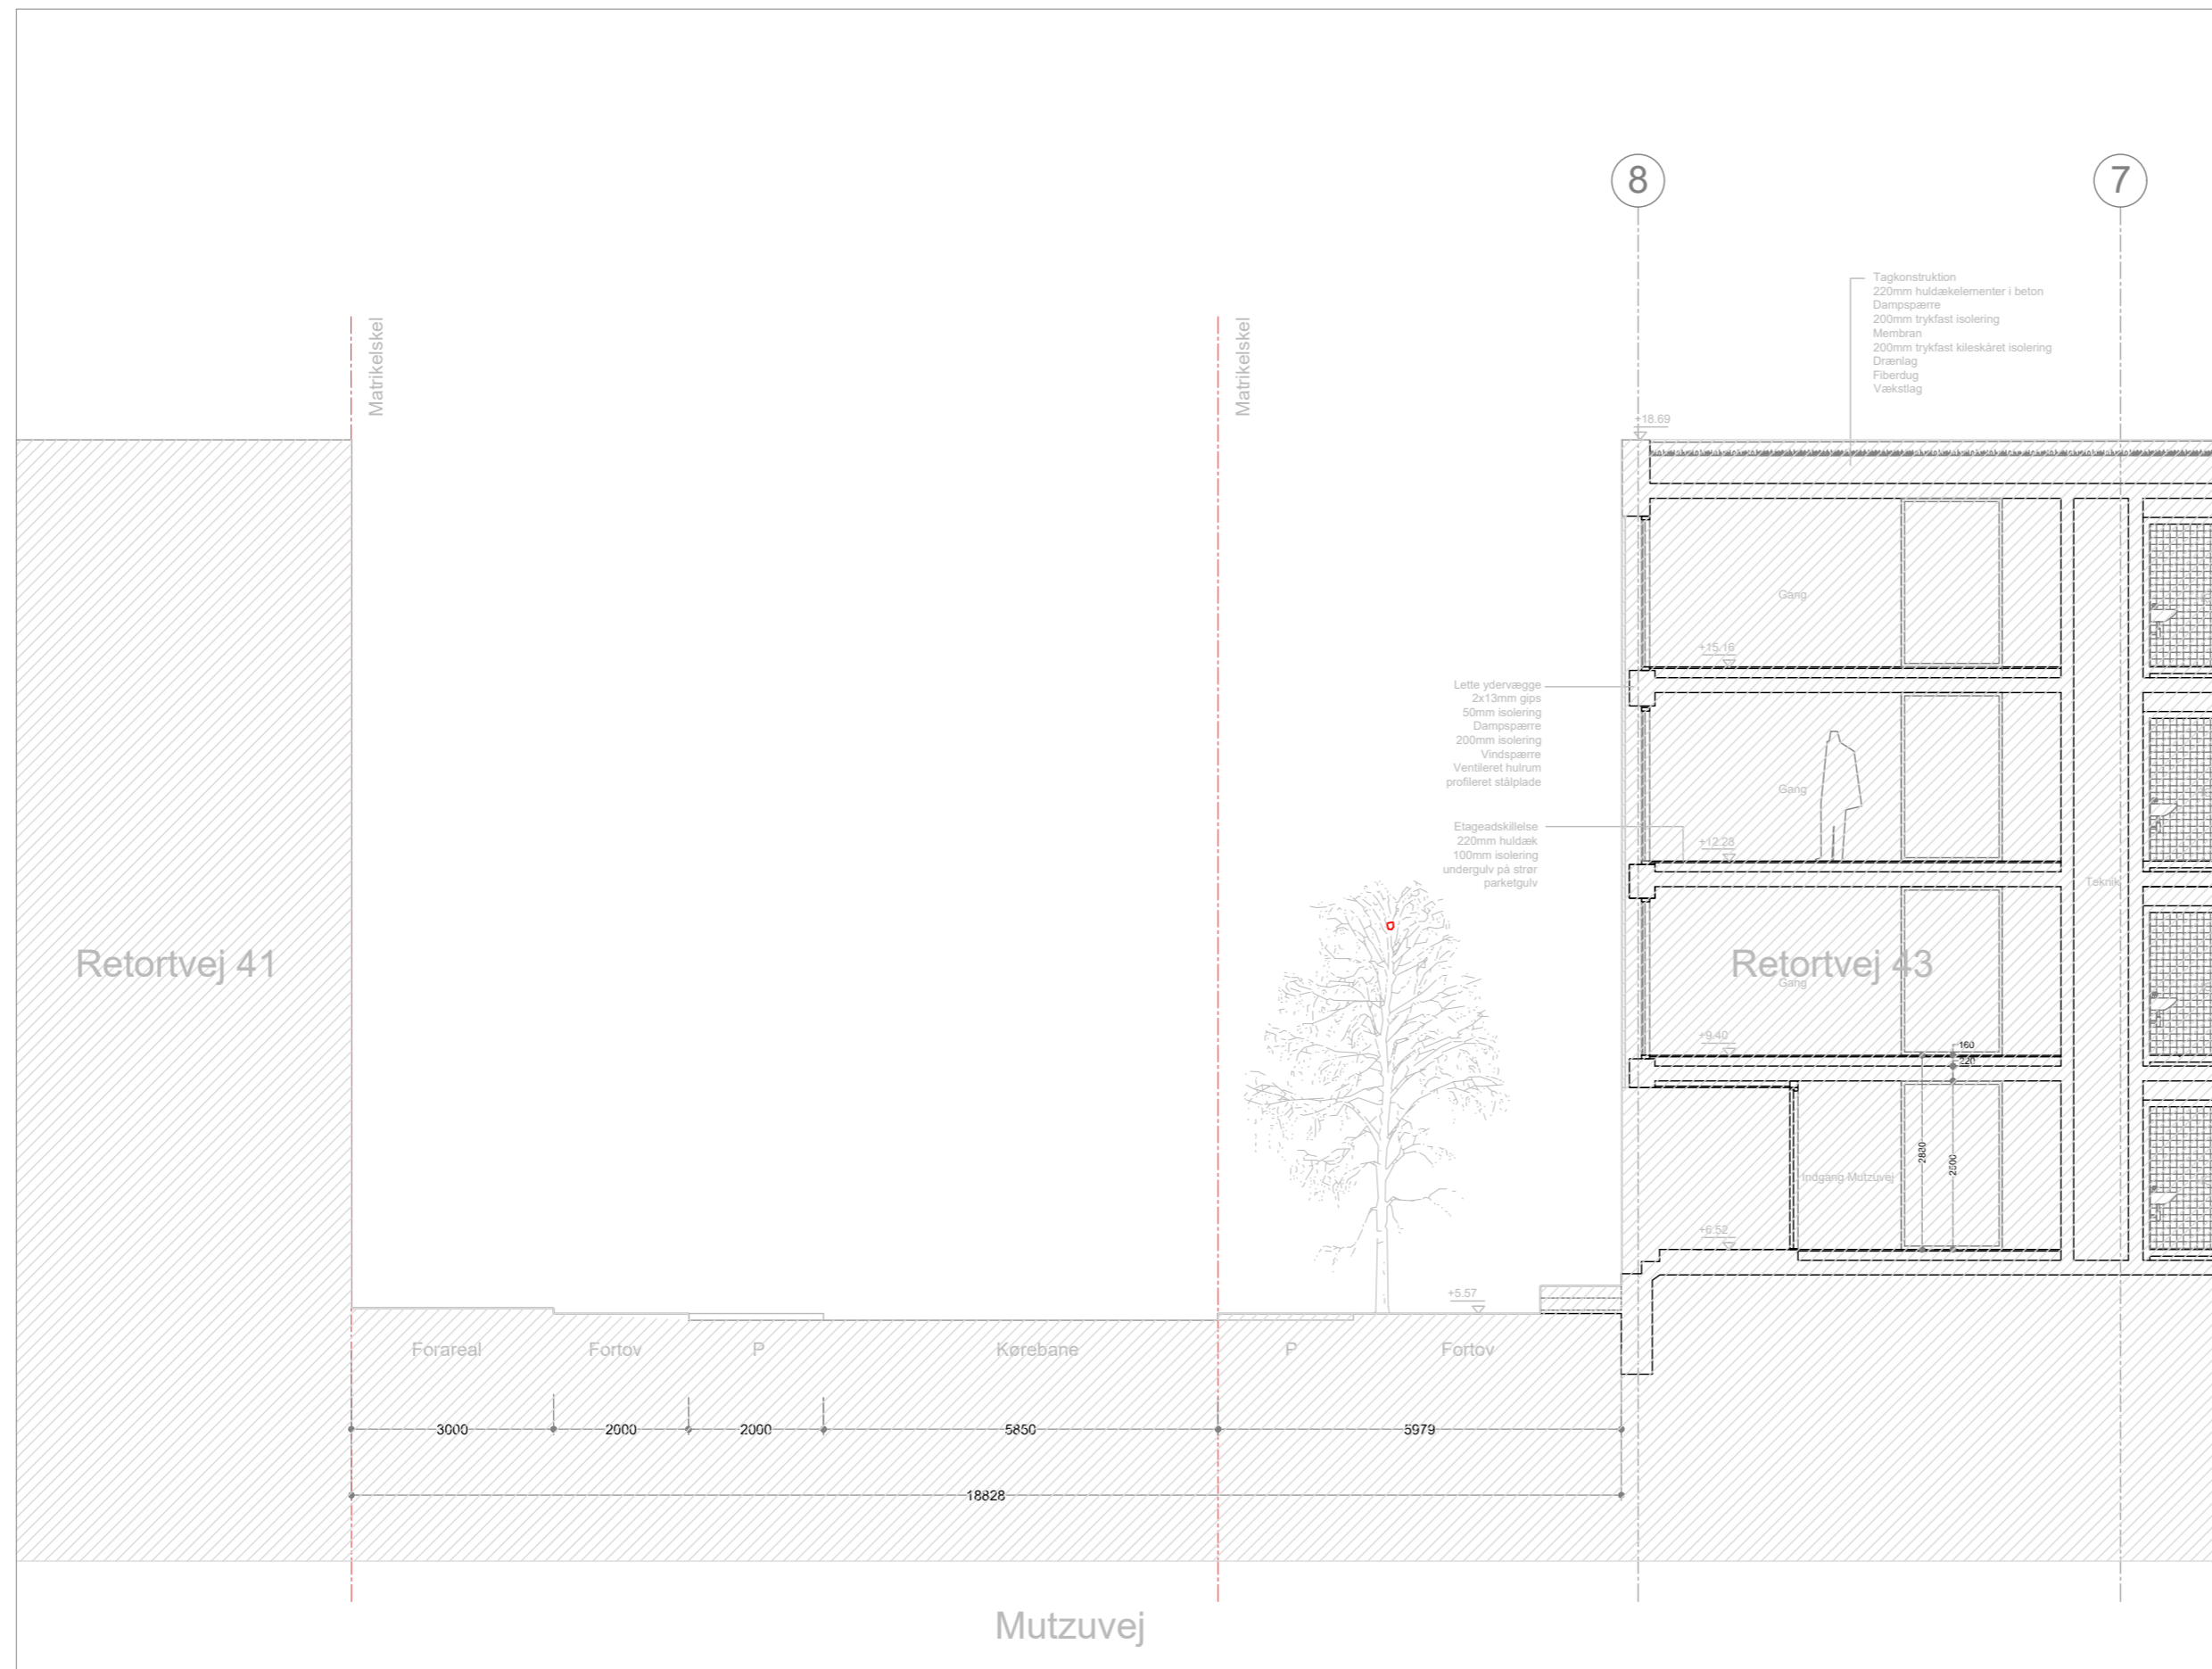 8
7
Tagkonstruktion
220mm huldækelementer i beton
Dampspærre
200mm trykfast isolering
Membran
200mm trykfast kileskåret isolering
Drænlag
Fiberdug
Vækstlag
Matrikelskel
Matrikelskel
+18.69
Gang
+15.16
Lette ydervægge
2x13mm gips
50mm isolering
Dampspærre
200mm isolering
Vindspærre
Ventileret hulrum
profileret stålplade
Gang
Etageadskillelse
220mm huldæk
100mm isolering
undergulv på strør
parketgulv
+12.28
Teknik
Retortvej 41
Retortvej 43
Gang
+9.40
160
220
2880
2500
Indgang Mutzuvej
+6.52
+5.57
Forareal
Fortov
P
Kørebane
P
Fortov
3000
2000
2000
5850
5979
18828
Mutzuvej